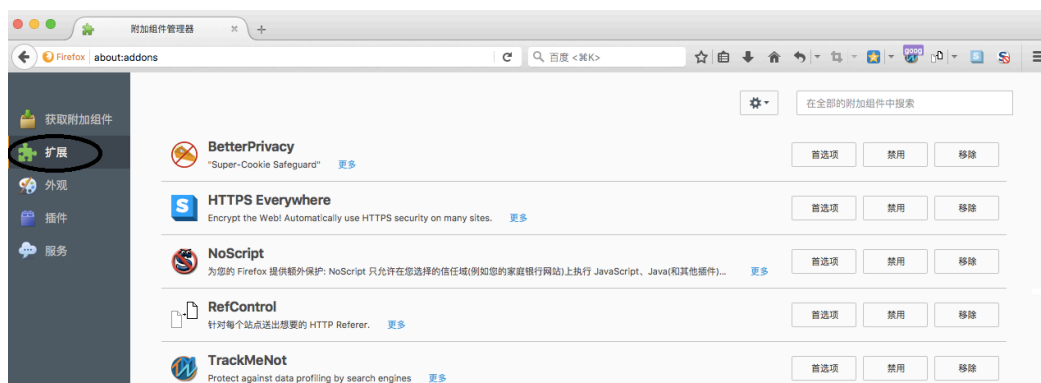 附加组件管理器
Firefox about:addons
百度 <⌘K>
goog
在全部的附加组件中搜索
获取附加组件
扩展
外观
插件
服务
BetterPrivacy
"Super-Cookie Safeguard" 更多
首选项 禁用 移除
HTTPS Everywhere
Encrypt the Web! Automatically use HTTPS security on many sites. 更多
首选项 禁用 移除
NoScript
为您的 Firefox 提供额外保护: NoScript 只允许在您选择的信任域(例如您的家庭银行网站)上执行 JavaScript、Java(和其他插件)... 更多
首选项 禁用 移除
RefControl
针对每个站点送出想要的 HTTP Referer. 更多
首选项 禁用 移除
TrackMeNot
Protect against data profiling by search engines 更多
首选项 禁用 移除